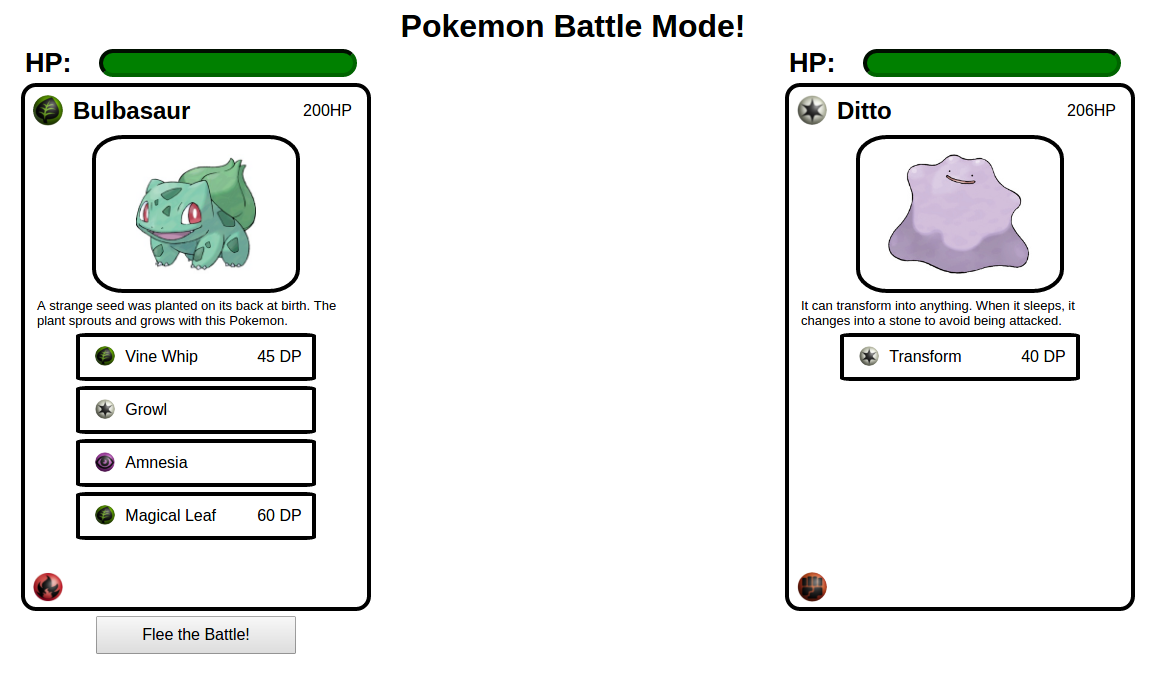 Pokemon Battle Mode!
HP:
Bulbasaur 200HP
A strange seed was planted on its back at birth. The
plant sprouts and grows with this Pokemon.
Vine Whip 45 DP
Growl
Amnesia
Magical Leaf 60 DP
Flee the Battle!
HP:
Ditto 206HP
It can transform into anything. When it sleeps, it
changes into a stone to avoid being attacked.
Transform 40 DP